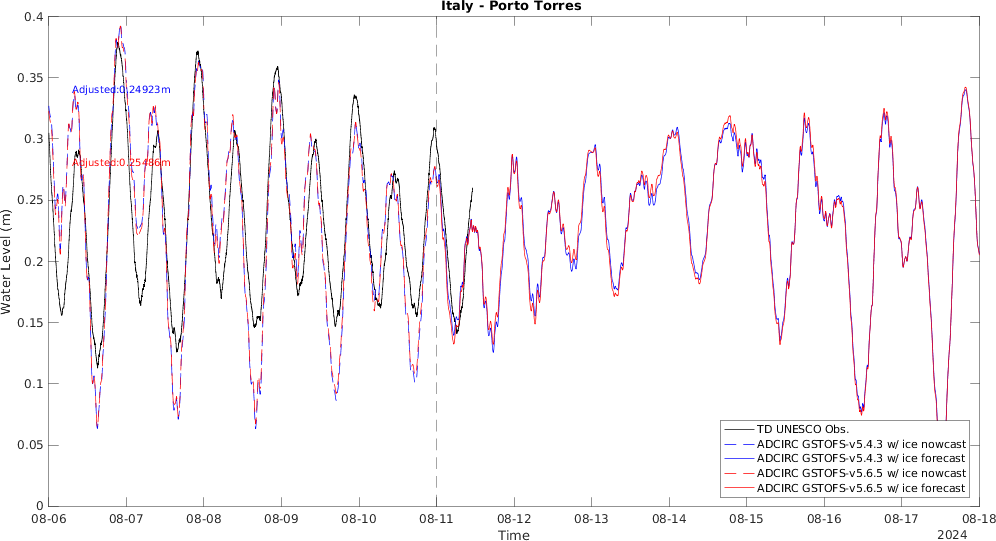 Italy - Porto Torres
0.4
0.35
0.3
0.25
0.2
0.15
0.1
0.05
0
Water Level (m)
Adjusted:0.24923m
Adjusted:0.25486m
TD UNESCO Obs.
ADCIRC GSTOFS-v5.4.3 w/ ice nowcast
ADCIRC GSTOFS-v5.4.3 w/ ice forecast
ADCIRC GSTOFS-v5.6.5 w/ ice nowcast
ADCIRC GSTOFS-v5.6.5 w/ ice forecast
08-06 08-07 08-08 08-09 08-10 08-11 08-12 08-13 08-14 08-15 08-16 08-17 08-18
Time
2024